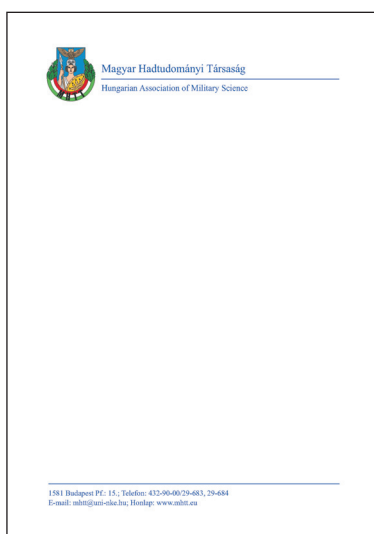 Magyar Hadtudományi Társaság
Hungarian Association of Military Science
1581 Budapest Pf.: 15.; Telefon: 432-90-00/29-683, 29-684
E-mail: mhtt@uni-nke.hu; Honlap: www.mhtt.eu